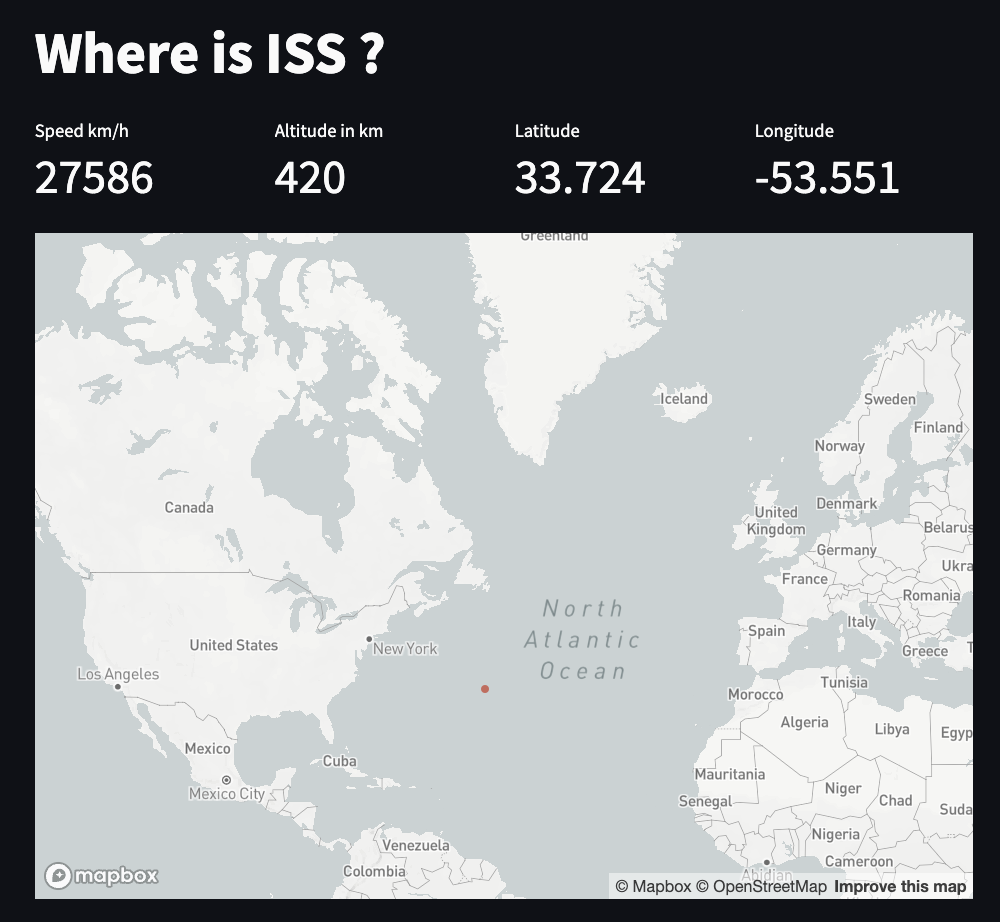 Where is ISS ?
Speed km/h
Altitude in km
Latitude
Longitude
27586
420
33.724
-53.551
Greenland
Iceland
Sweden
Finland
Norway
Canada
Denmark
United
Kingdom
Belarus
Germany
Ukra
France
Romania
North
Atlantic
Ocean
Italy
Spain
United States
New York
Greece
T
Los Angeles
Tunisia
Morocco
Algeria
Libya
Egyp
Mexico
Cuba
Mauritania
Mexico City
Niger
Senegal
Chad
Suda
Nigeria
Venezuela
Cameroon
Colombia
Abidjan
mapbox
© Mapbox © OpenStreetMap Improve this map